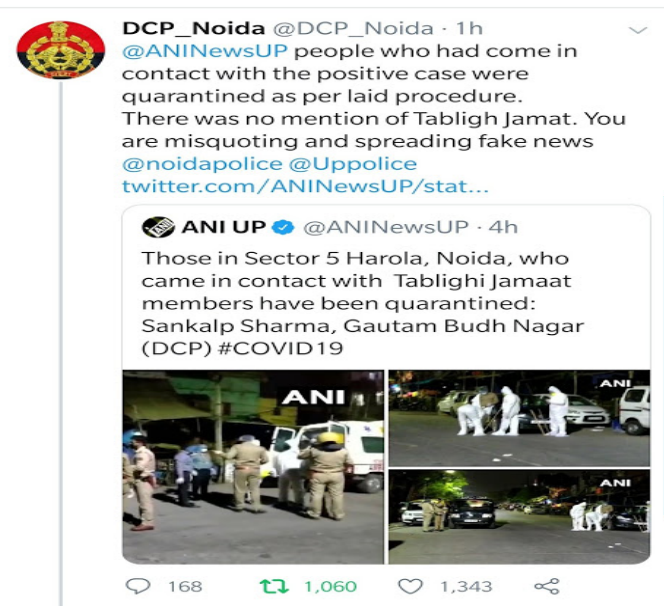 DCP_Noida @DCP_Noida · 1h
@ANINewsUP people who had come in
contact with the positive case were
quarantined as per laid procedure.
There was no mention of Tabligh Jamat. You
are misquoting and spreading fake news
@noidapolice @Uppolice
twitter.com/ANINewsUP/stat...
ANI UP @ANINewsUP · 4h
Those in Sector 5 Harola, Noida, who
came in contact with Tablighi Jamaat
members have been quarantined:
Sankalp Sharma, Gautam Budh Nagar
(DCP) #COVID19
ANI
ANI
ANI
168 1,060 1,343